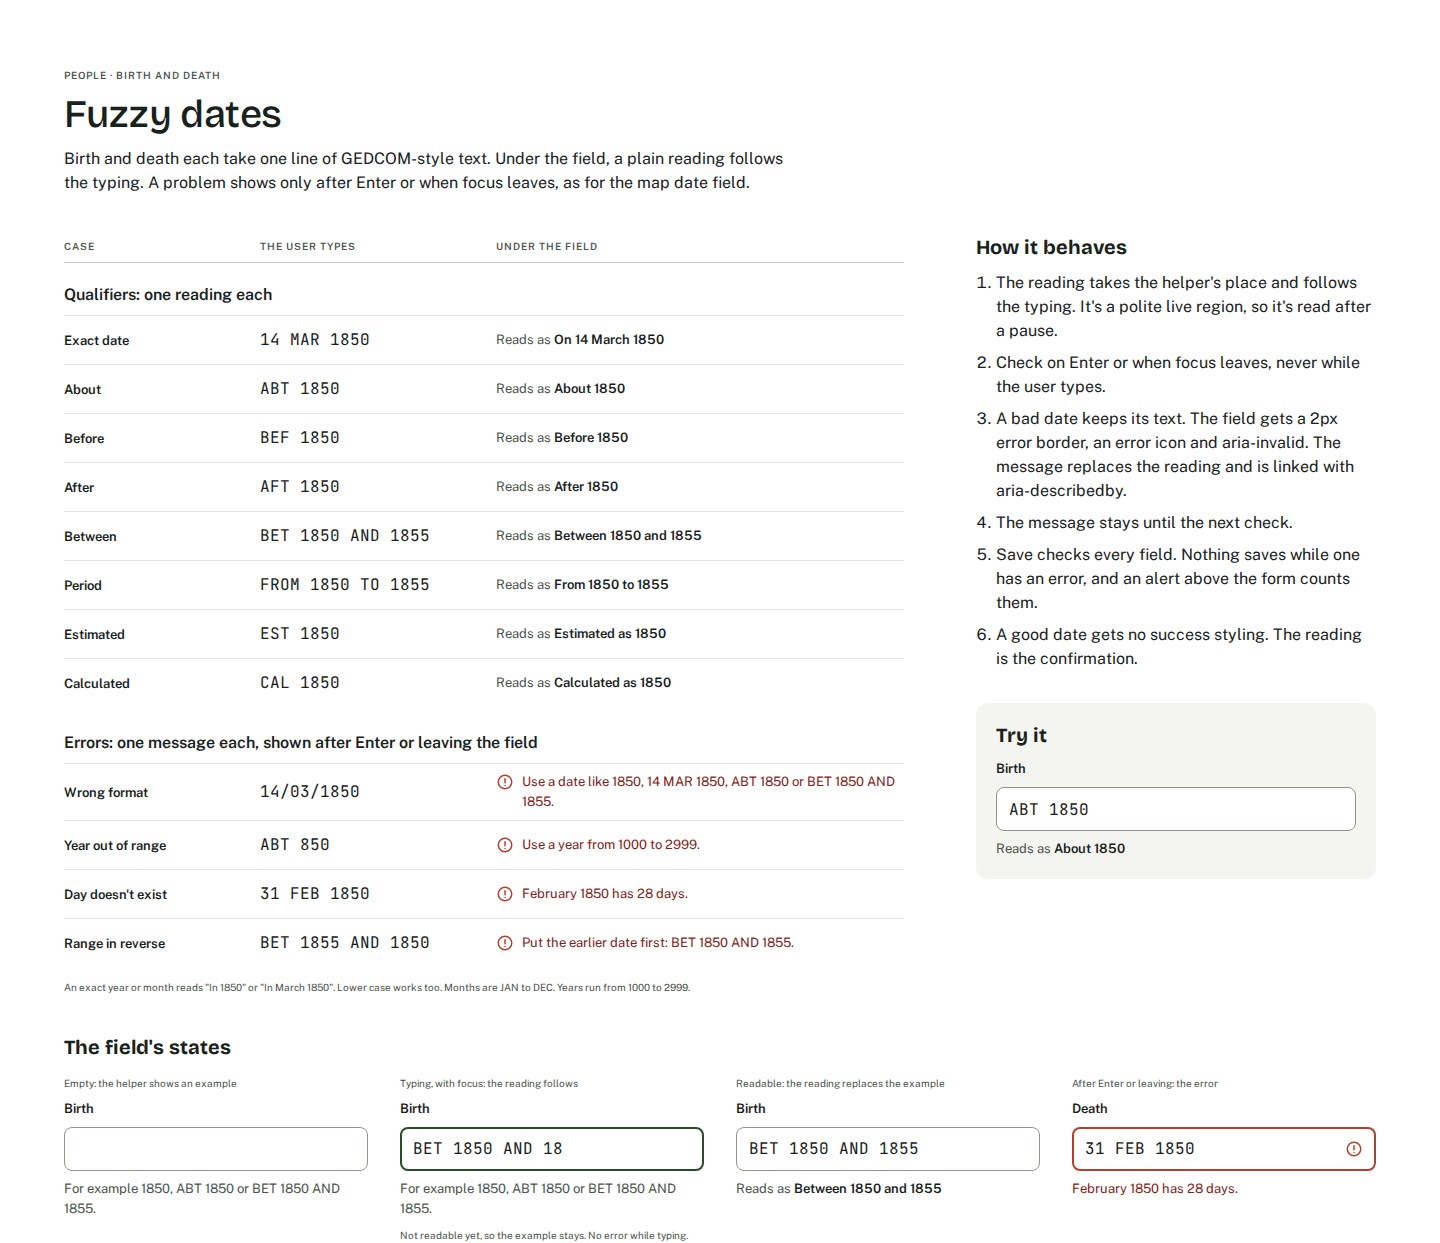 PEOPLE · BIRTH AND DEATH
Fuzzy dates
Birth and death each take one line of GEDCOM-style text. Under the field, a plain reading follows
the typing. A problem shows only after Enter or when focus leaves, as for the map date field.
CASE THE USER TYPES UNDER THE FIELD
Qualifiers: one reading each
Exact date 14 MAR 1850 Reads as On 14 March 1850
About ABT 1850 Reads as About 1850
Before BEF 1850 Reads as Before 1850
After AFT 1850 Reads as After 1850
Between BET 1850 AND 1855 Reads as Between 1850 and 1855
Period FROM 1850 TO 1855 Reads as From 1850 to 1855
Estimated EST 1850 Reads as Estimated as 1850
Calculated CAL 1850 Reads as Calculated as 1850
Errors: one message each, shown after Enter or leaving the field
Wrong format 14/03/1850 Use a date like 1850, 14 MAR 1850, ABT 1850 or BET 1850 AND
1855.
Year out of range ABT 850 Use a year from 1000 to 2999.
Day doesn't exist 31 FEB 1850 February 1850 has 28 days.
Range in reverse BET 1855 AND 1850 Put the earlier date first: BET 1850 AND 1855.
An exact year or month reads "In 1850" or "In March 1850". Lower case works too. Months are JAN to DEC. Years run from 1000 to 2999.
How it behaves
1. The reading takes the helper's place and follows
the typing. It's a polite live region, so it's read after
a pause.
2. Check on Enter or when focus leaves, never while
the user types.
3. A bad date keeps its text. The field gets a 2px
error border, an error icon and aria-invalid. The
message replaces the reading and is linked with
aria-describedby.
4. The message stays until the next check.
5. Save checks every field. Nothing saves while one
has an error, and an alert above the form counts
them.
6. A good date gets no success styling. The reading
is the confirmation.
Try it
Birth
ABT 1850
Reads as About 1850
The field's states
Empty: the helper shows an example
Birth
For example 1850, ABT 1850 or BET 1850 AND
1855.
Typing, with focus: the reading follows
Birth
BET 1850 AND 18
For example 1850, ABT 1850 or BET 1850 AND
1855.
Not readable yet, so the example stays. No error while typing.
Readable: the reading replaces the example
Birth
BET 1850 AND 1855
Reads as Between 1850 and 1855
After Enter or leaving: the error
Death
31 FEB 1850
February 1850 has 28 days.